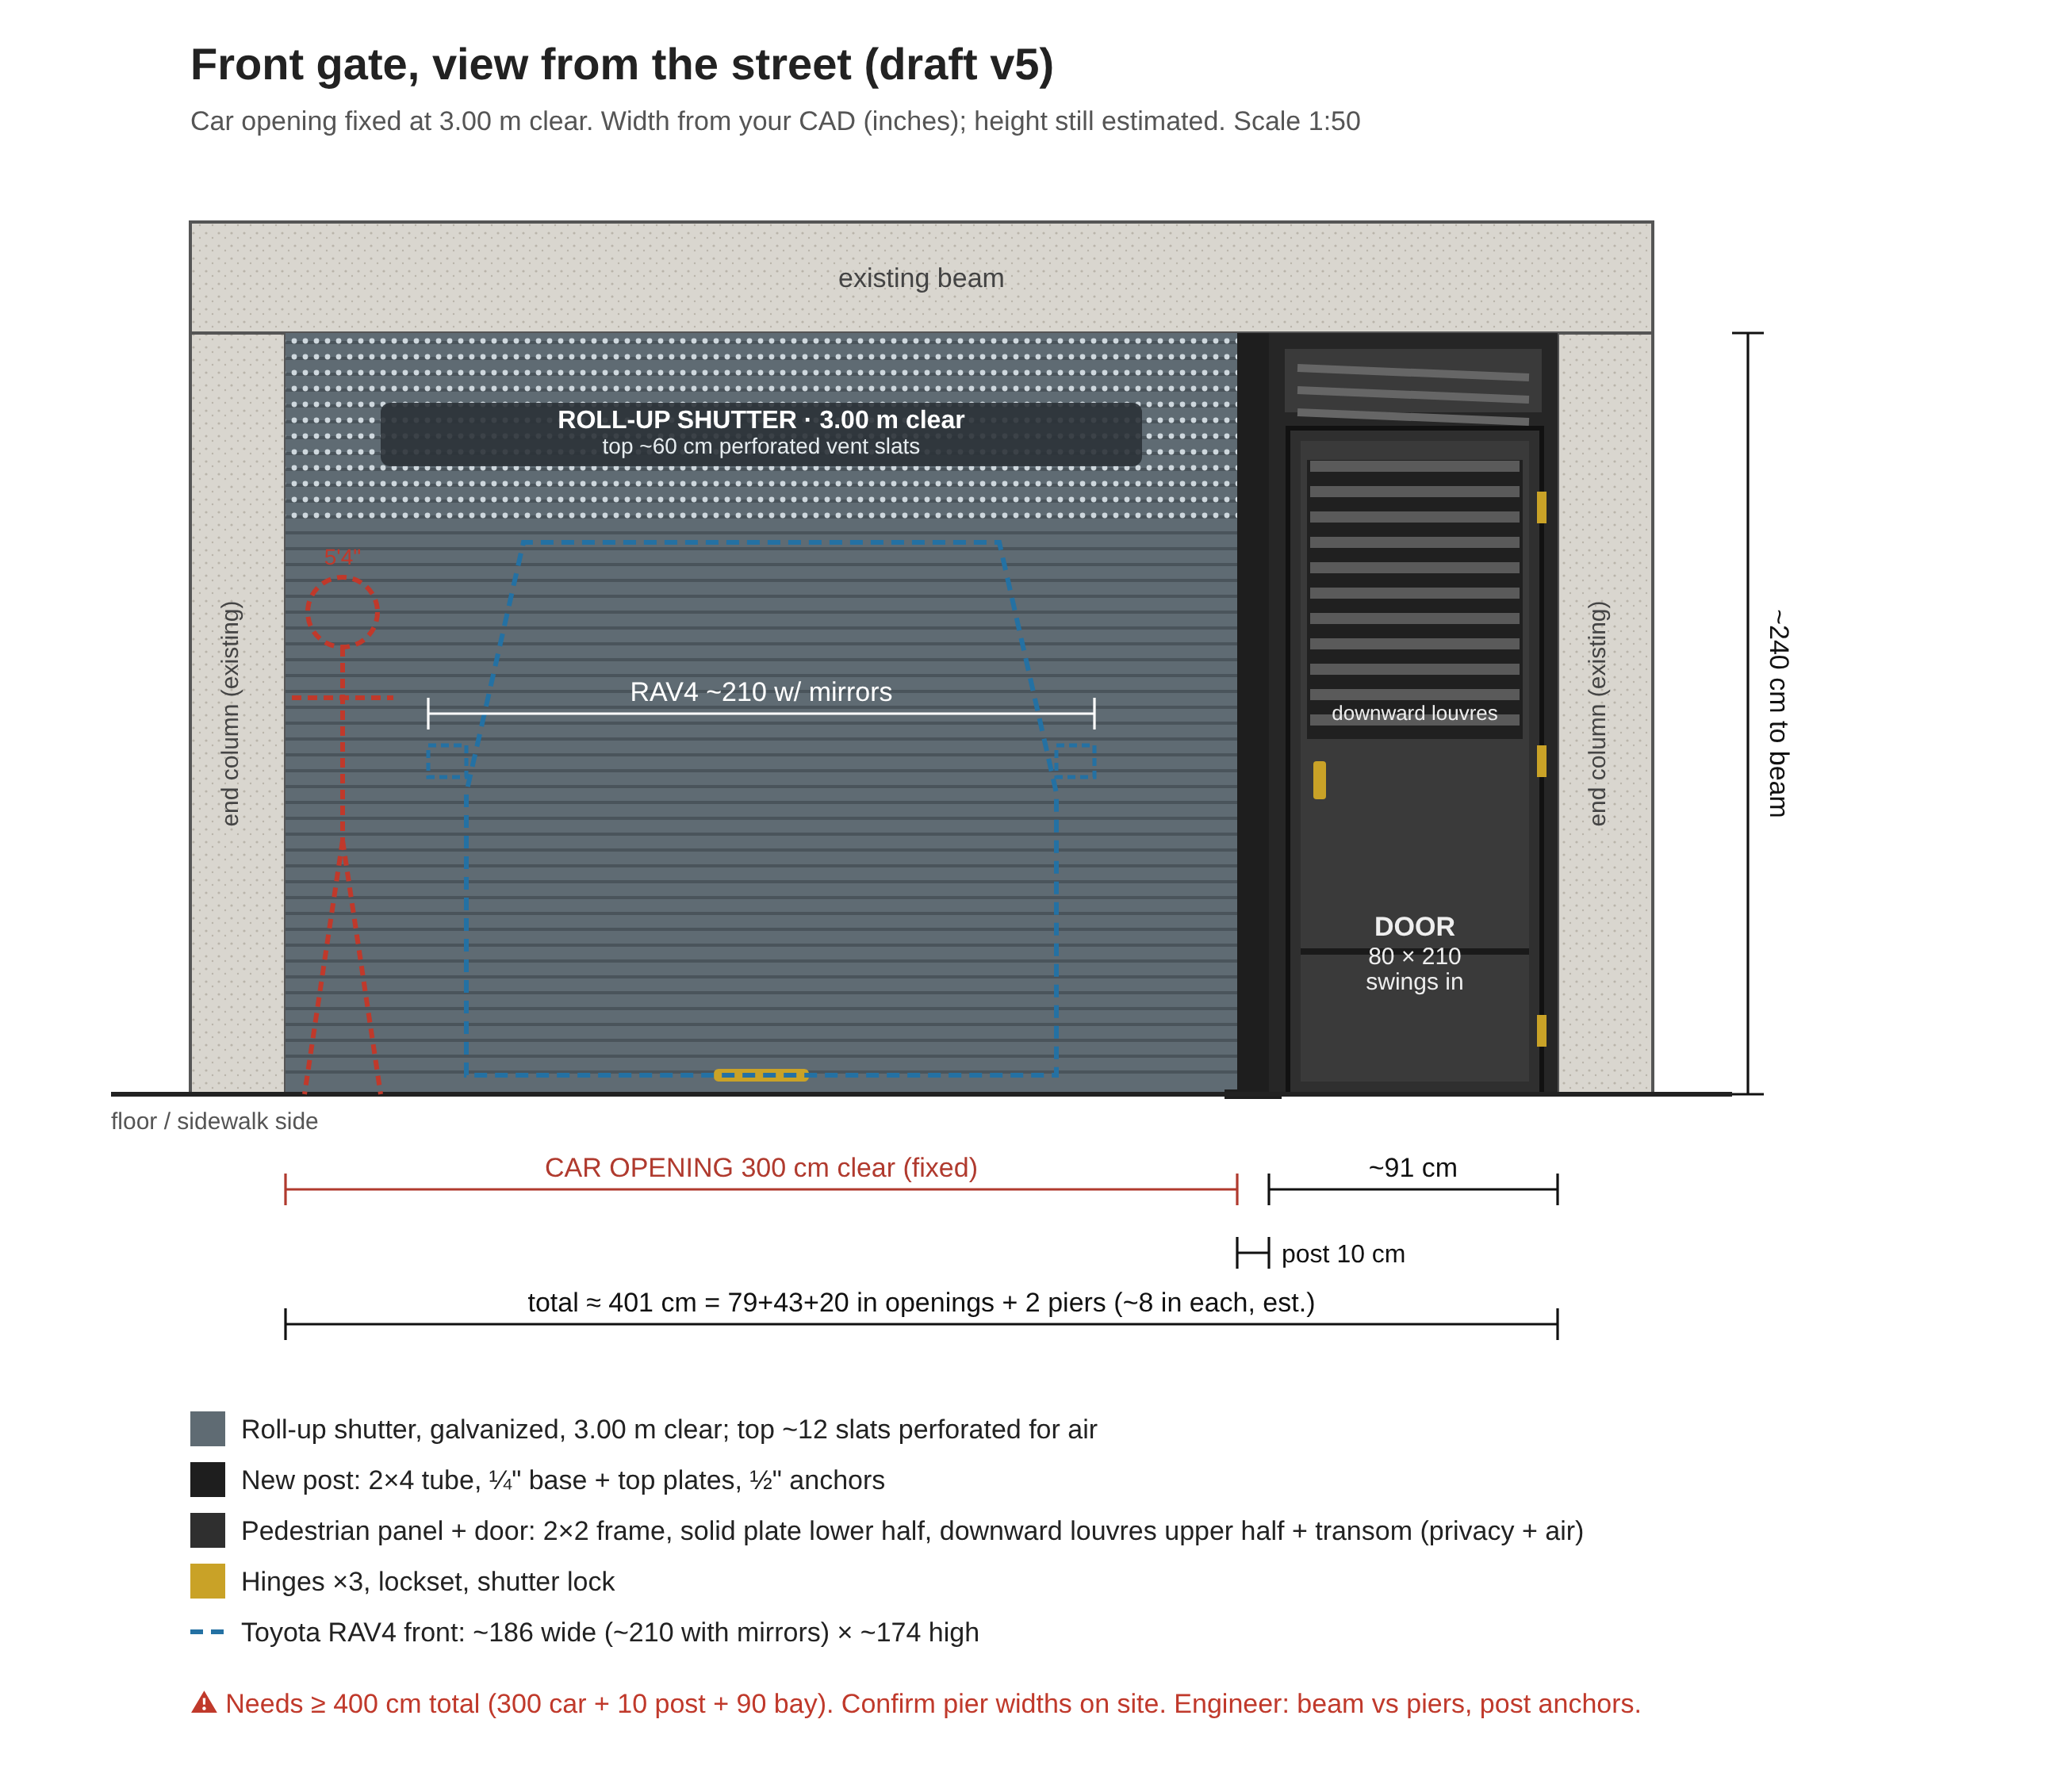 Front gate, view from the street (draft v5)
Car opening fixed at 3.00 m clear. Width from your CAD (inches); height still estimated. Scale 1:50
existing beam
ROLL-UP SHUTTER · 3.00 m clear
top ~60 cm perforated vent slats
5'4"
end column (existing)
RAV4 ~210 w/ mirrors
downward louvres
end column (existing)
~240 cm to beam
DOOR
80 × 210
swings in
floor / sidewalk side
CAR OPENING 300 cm clear (fixed)
~91 cm
post 10 cm
total ≈ 401 cm = 79+43+20 in openings + 2 piers (~8 in each, est.)
Roll-up shutter, galvanized, 3.00 m clear; top ~12 slats perforated for air
New post: 2×4 tube, ¼" base + top plates, ½" anchors
Pedestrian panel + door: 2×2 frame, solid plate lower half, downward louvres upper half + transom (privacy + air)
Hinges ×3, lockset, shutter lock
Toyota RAV4 front: ~186 wide (~210 with mirrors) × ~174 high
⚠ Needs ≥ 400 cm total (300 car + 10 post + 90 bay). Confirm pier widths on site. Engineer: beam vs piers, post anchors.